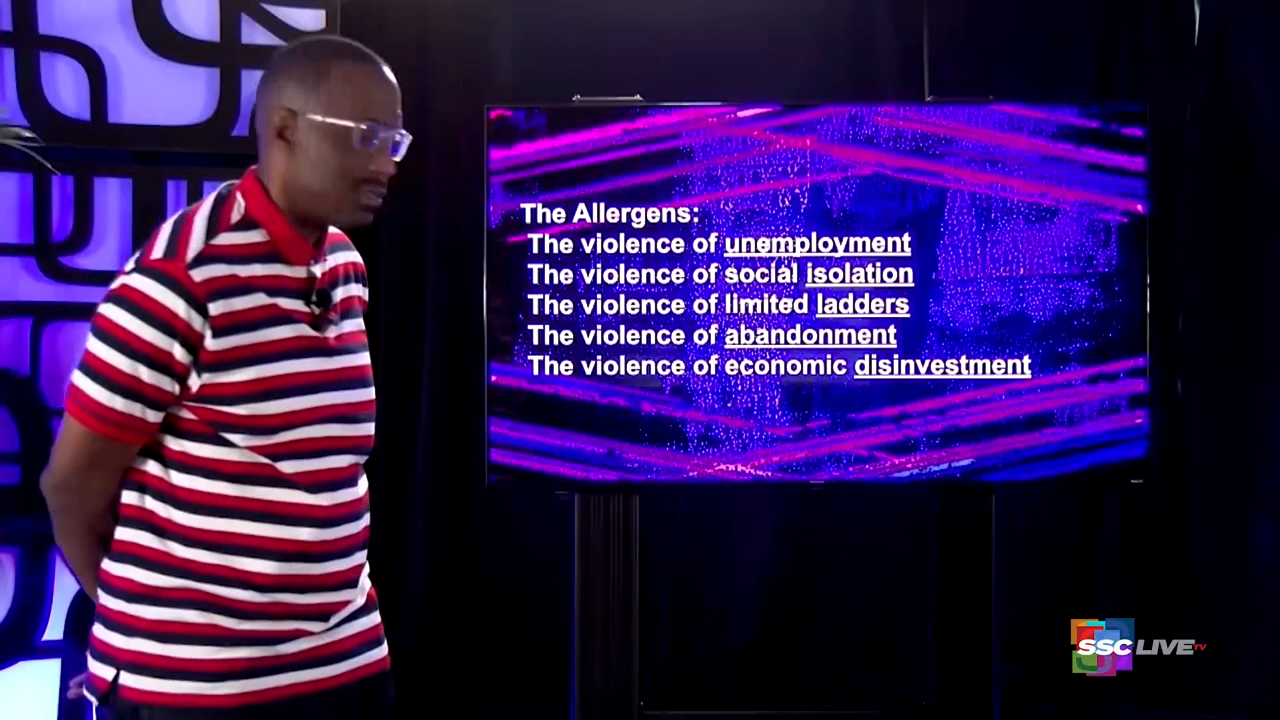 The Allergens:
The violence of unemployment
The violence of social isolation
The violence of limited ladders
The violence of abandonment
The violence of economic disinvestment
SSC LIVE TV